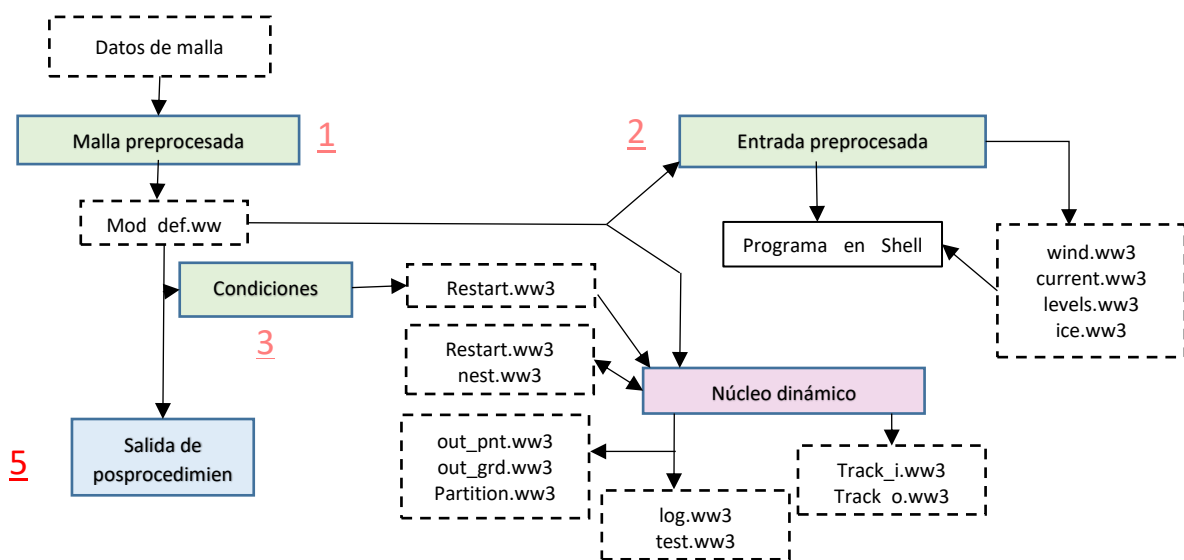 Datos de malla
Malla preprocesada
1
2
Entrada preprocesada
Mod def.ww
Programa en Shell
wind.ww3
current.ww3
levels.ww3
ice.ww3
Condiciones
3
Restart.ww3
Restart.ww3
nest.ww3
Núcleo dinámico
5
Salida de
posprocedimien
out_pnt.ww3
out_grd.ww3
Partition.ww3
log.ww3
test.ww3
Track_i.ww3
Track o.ww3